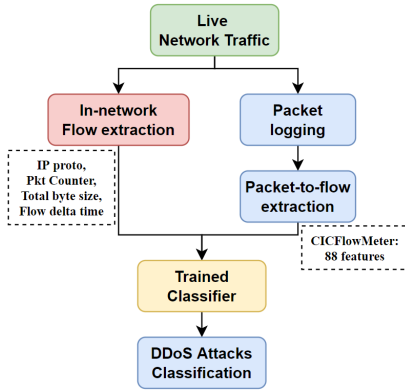 Live
Network Traffic
In-network
Flow extraction
Packet
logging
IP proto,
Pkt Counter,
Total byte size,
Flow delta time
Packet-to-flow
extraction
CICFlowMeter:
88 features
Trained
Classifier
DDoS Attacks
Classification